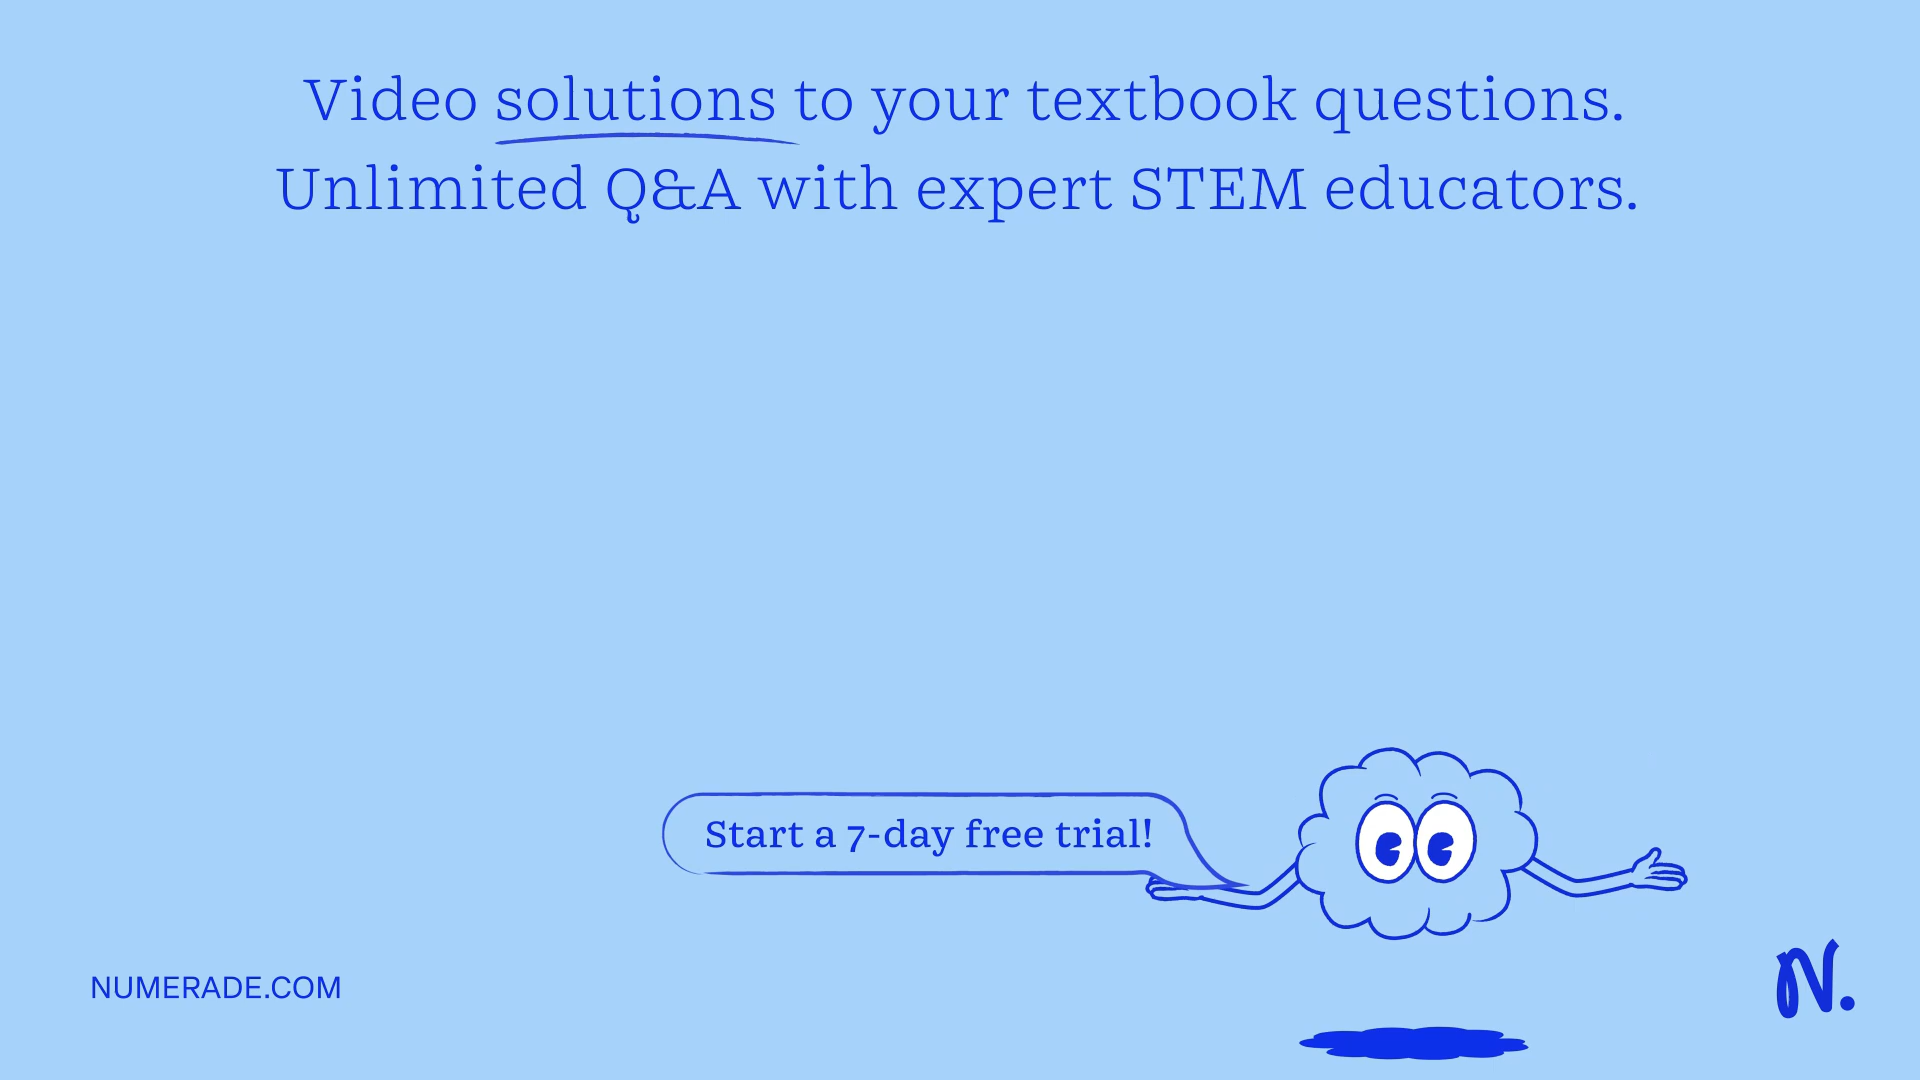 Video solutions to your textbook questions.
Unlimited Q&A with expert STEM educators.
Start a 7-day free trial!
NUMERADE.COM
N.